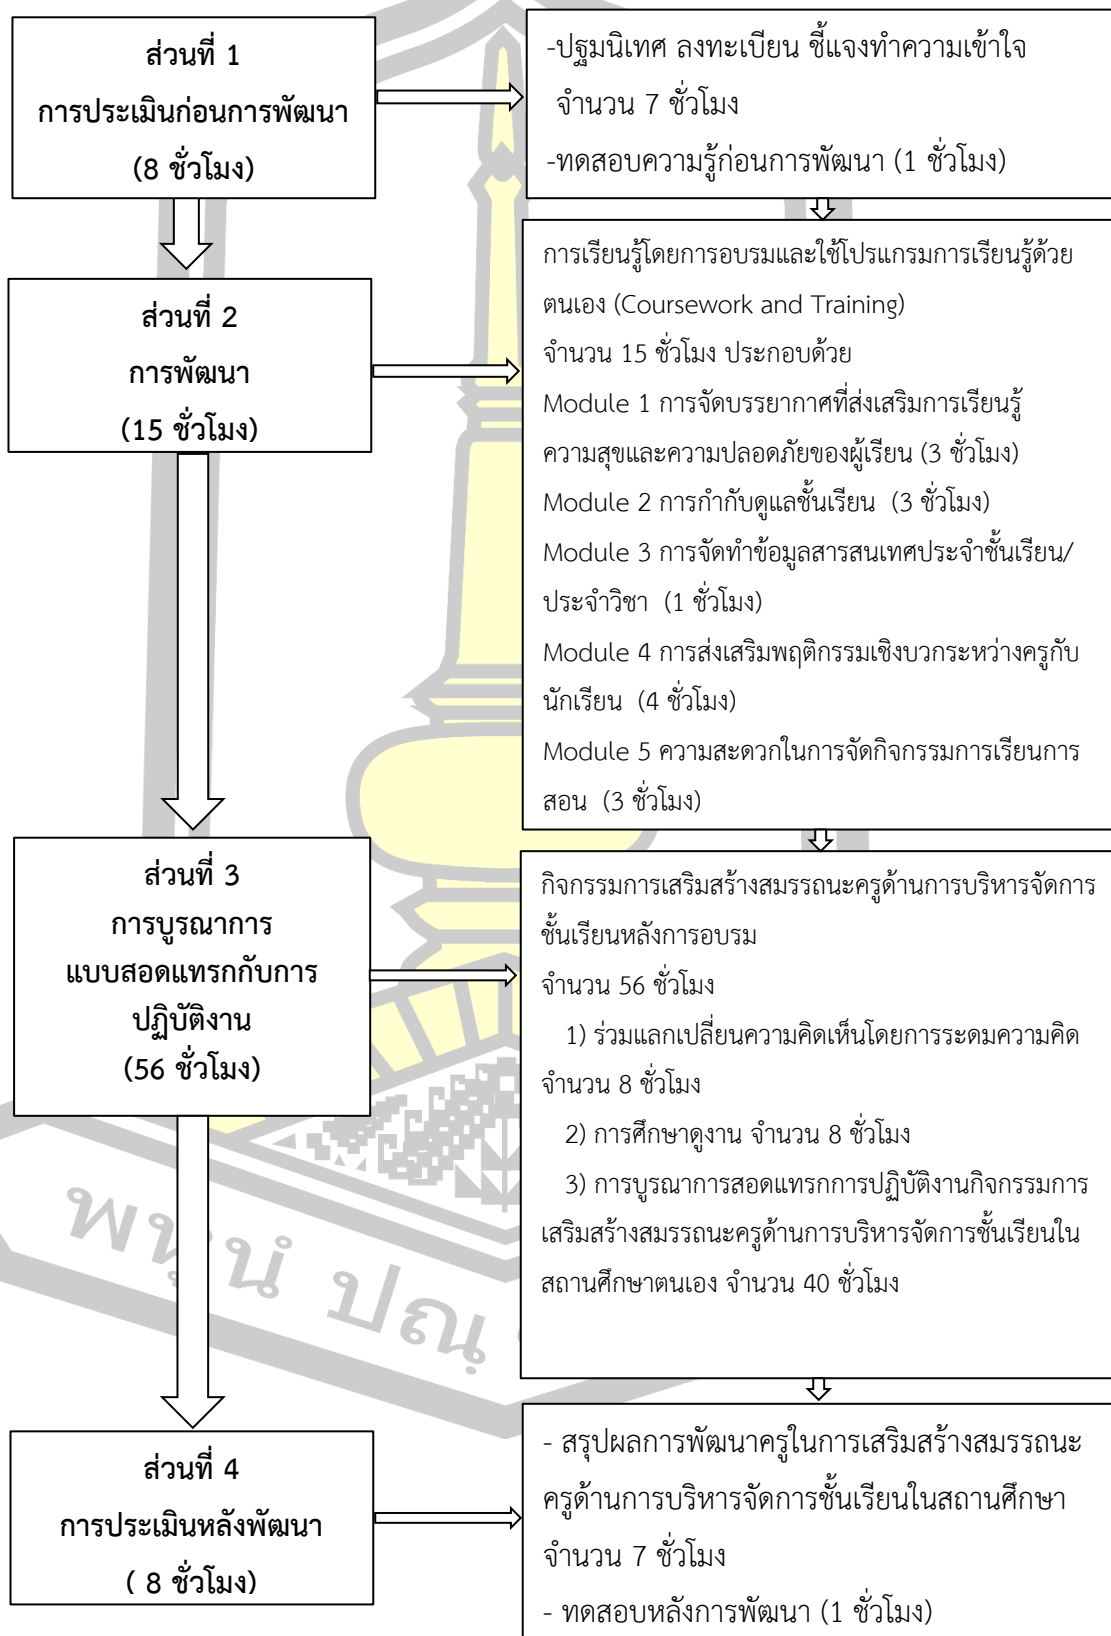 ส่วนที่ 1
การประเมินก่อนการพัฒนา
(8 ชั่วโมง)
-ปฐมนิเทศ ลงทะเบียน ชี้แจงทำความเข้าใจ
จำนวน 7 ชั่วโมง
-ทดสอบความรู้ก่อนการพัฒนา (1 ชั่วโมง)
ส่วนที่ 2
การพัฒนา
(15 ชั่วโมง)
การเรียนรู้โดยการอบรมและใช้โปรแกรมการเรียนรู้ด้วย
ตนเอง (Coursework and Training)
จำนวน 15 ชั่วโมง ประกอบด้วย
Module 1 การจัดบรรยากาศที่ส่งเสริมการเรียนรู้
ความสุขและความปลอดภัยของผู้เรียน (3 ชั่วโมง)
Module 2 การกำกับดูแลชั้นเรียน (3 ชั่วโมง)
Module 3 การจัดทำข้อมูลสารสนเทศประจำชั้นเรียน/
ประจำวิชา (1 ชั่วโมง)
Module 4 การส่งเสริมพฤติกรรมเชิงบวกระหว่างครูกับ
นักเรียน (4 ชั่วโมง)
Module 5 ความสะดวกในการจัดกิจกรรมการเรียนการ
สอน (3 ชั่วโมง)
ส่วนที่ 3
การบูรณาการ
แบบสอดแทรกกับการ
ปฏิบัติงาน
(56 ชั่วโมง)
กิจกรรมการเสริมสร้างสมรรถนะครูด้านการบริหารจัดการ
ชั้นเรียนหลังการอบรม
จำนวน 56 ชั่วโมง
1) ร่วมแลกเปลี่ยนความคิดเห็นโดยการระดมความคิด
จำนวน 8 ชั่วโมง
2) การศึกษาดูงาน จำนวน 8 ชั่วโมง
3) การบูรณาการสอดแทรกการปฏิบัติงานกิจกรรมการ
เสริมสร้างสมรรถนะครูด้านการบริหารจัดการชั้นเรียนใน
สถานศึกษาตนเอง จำนวน 40 ชั่วโมง
พหุนํ ปณฺ
ส่วนที่ 4
การประเมินหลังพัฒนา
( 8 ชั่วโมง)
- สรุปผลการพัฒนาครูในการเสริมสร้างสมรรถนะ
ครูด้านการบริหารจัดการชั้นเรียนในสถานศึกษา
จำนวน 7 ชั่วโมง
- ทดสอบหลังการพัฒนา (1 ชั่วโมง)